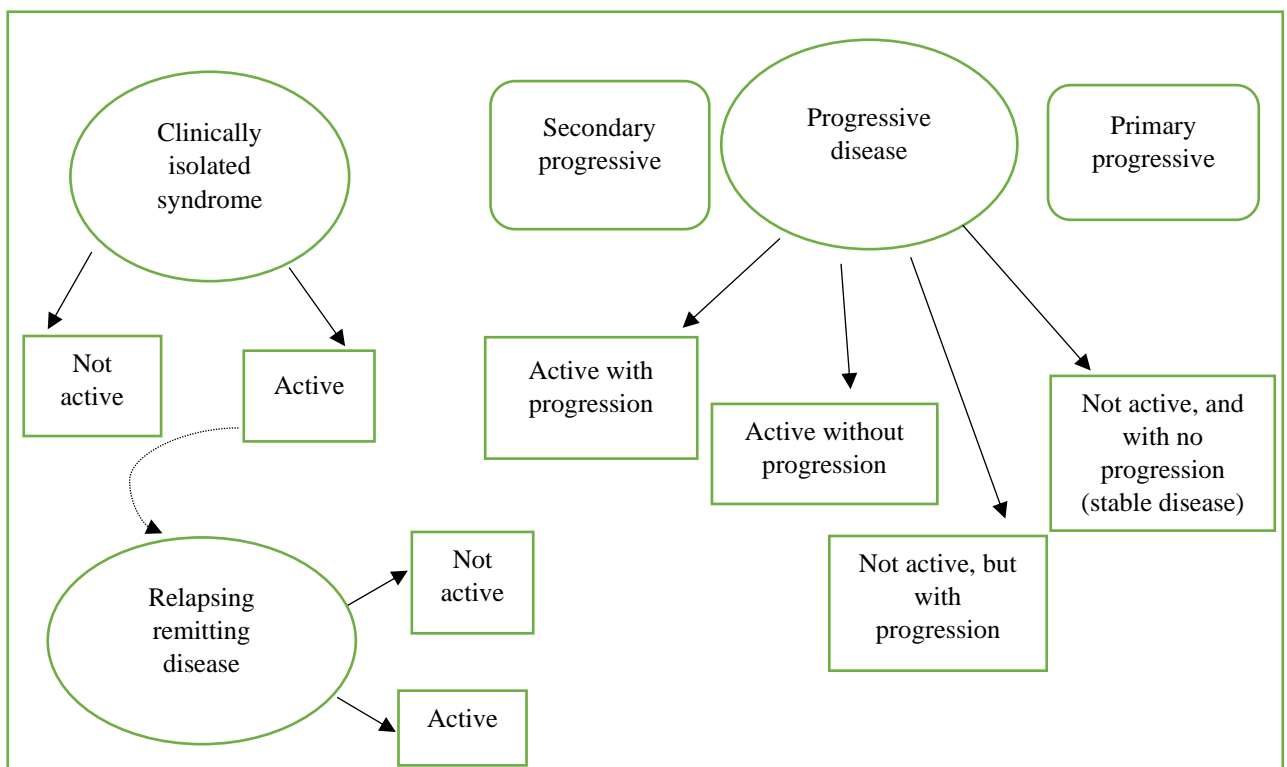 Clinically
isolated
syndrome
Not
active
Active
Relapsing
remitting
disease
Not
active
Active
Secondary
progressive
Progressive
disease
Primary
progressive
Active with
progression
Active without
progression
Not active, but
with
progression
Not active, and
with no
progression
(stable disease)